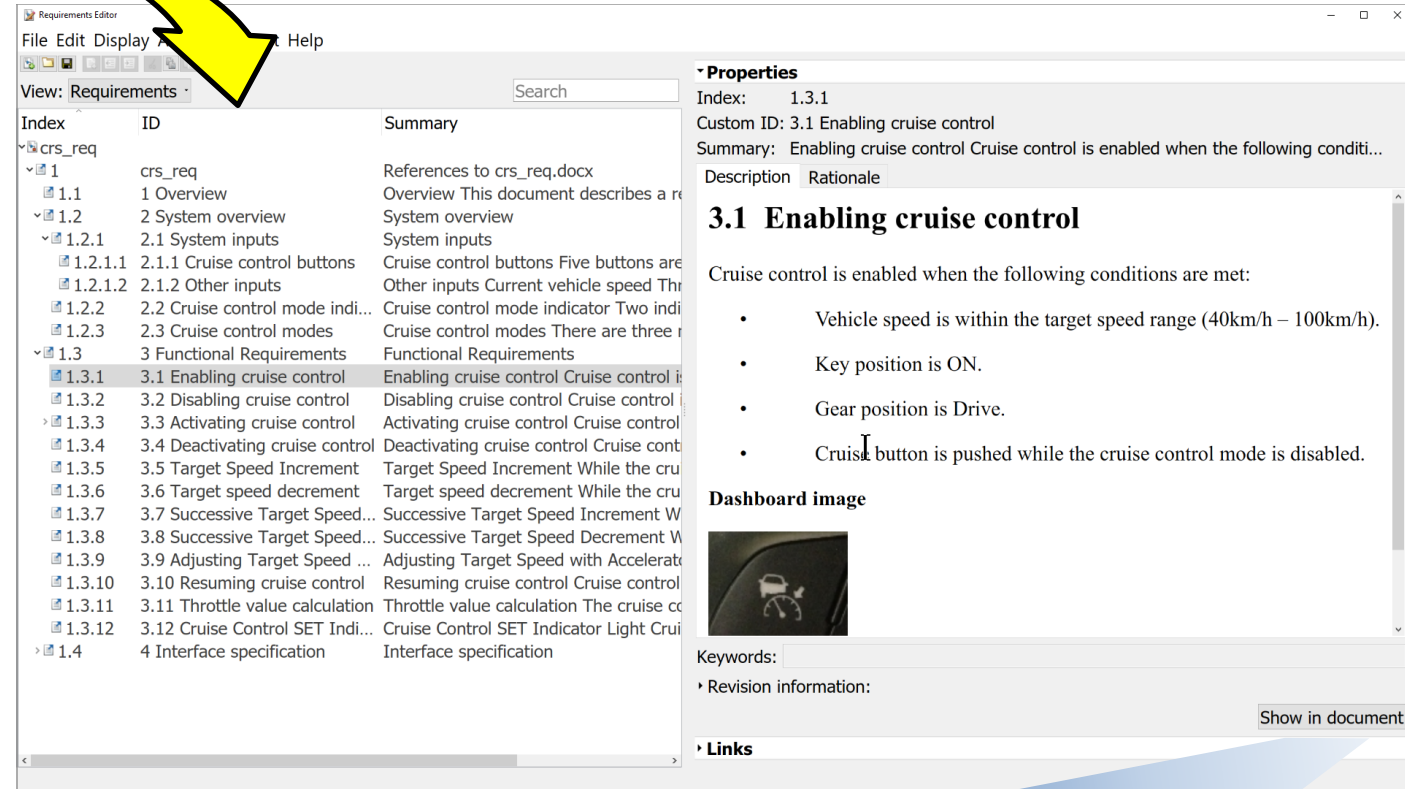 Requirements Editor
File Edit Display Help
View: Requirements
Search
Index ID Summary
crs_req
1 crs_req References to crs_req.docx
1.1 1 Overview Overview This document describes a
1.2 2 System overview System overview
1.2.1 2.1 System inputs System inputs
1.2.1.1 2.1.1 Cruise control buttons Cruise control buttons Five buttons are
1.2.1.2 2.1.2 Other inputs Other inputs Current vehicle speed
1.2.2 2.2 Cruise control mode indi... Cruise control mode indicator Two
1.2.3 2.3 Cruise control modes Cruise control modes There are three
1.3 3 Functional Requirements Functional Requirements
1.3.1 3.1 Enabling cruise control Enabling cruise control Cruise control
1.3.2 3.2 Disabling cruise control Disabling cruise control Cruise control
1.3.3 3.3 Activating cruise control Activating cruise control Cruise control
1.3.4 3.4 Deactivating cruise control Deactivating cruise control Cruise
1.3.5 3.5 Target Speed Increment Target Speed Increment While the
1.3.6 3.6 Target speed decrement Target speed decrement While the
1.3.7 3.7 Successive Target Speed... Successive Target Speed Increment
1.3.8 3.8 Successive Target Speed... Successive Target Speed Decrement
1.3.9 3.9 Adjusting Target Speed ... Adjusting Target Speed with
1.3.10 3.10 Resuming cruise control Resuming cruise control Cruise control
1.3.11 3.11 Throttle value calculation Throttle value calculation The cruise
1.3.12 3.12 Cruise Control SET Indi... Cruise Control SET Indicator Light
1.4 4 Interface specification Interface specification
Properties
Index: 1.3.1
Custom ID: 3.1 Enabling cruise control
Summary: Enabling cruise control Cruise control is enabled when the following conditi...
Description Rationale
3.1 Enabling cruise control
Cruise control is enabled when the following conditions are met:
• Vehicle speed is within the target speed range (40km/h – 100km/h).
• Key position is ON.
• Gear position is Drive.
• Cruise button is pushed while the cruise control mode is disabled.
Dashboard image
Keywords:
Revision information:
Show in document
Links